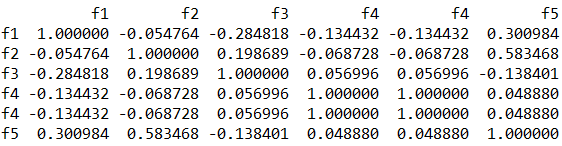 f1 f2 f3 f4 f4 f5
f1 1.000000 -0.054764 -0.284818 -0.134432 -0.134432 0.300984
f2 -0.054764 1.000000 0.198689 -0.068728 -0.068728 0.583468
f3 -0.284818 0.198689 1.000000 0.056996 0.056996 -0.138401
f4 -0.134432 -0.068728 0.056996 1.000000 1.000000 0.048880
f4 -0.134432 -0.068728 0.056996 1.000000 1.000000 0.048880
f5 0.300984 0.583468 -0.138401 0.048880 0.048880 1.000000